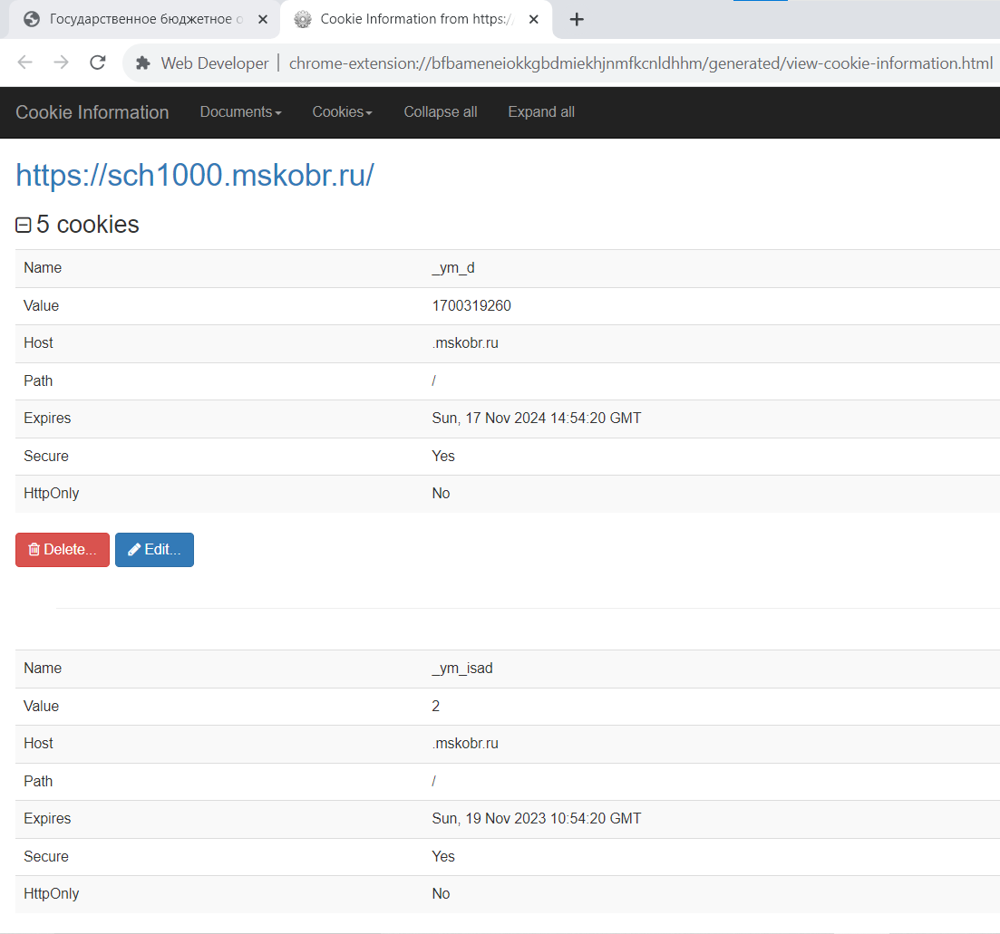 Государственное бюджетное о
Cookie Information from https:/
Web Developer | chrome-extension://bfbameneiokkgbdmiekhjnmfkcnldhhm/generated/view-cookie-information.html
Cookie Information Documents Cookies Collapse all Expand all
https://sch1000.mskobr.ru/
5 cookies
Name _ym_d
Value 1700319260
Host .mskobr.ru
Path /
Expires Sun, 17 Nov 2024 14:54:20 GMT
Secure Yes
HttpOnly No
Delete... Edit...
Name _ym_isad
Value 2
Host .mskobr.ru
Path /
Expires Sun, 19 Nov 2023 10:54:20 GMT
Secure Yes
HttpOnly No